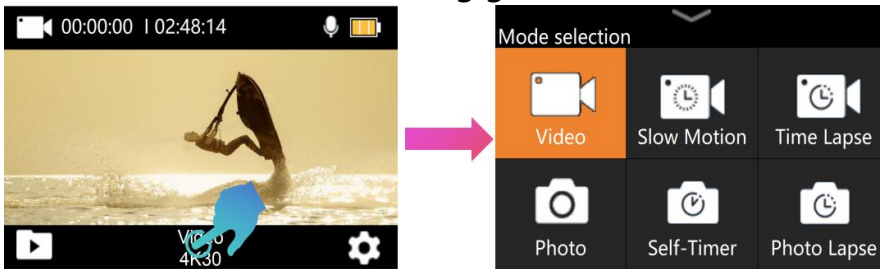 00:00:00 I 02:48:14
Video
4K30
Mode selection
Video
Slow Motion
Time Lapse
Photo
Self-Timer
Photo Lapse